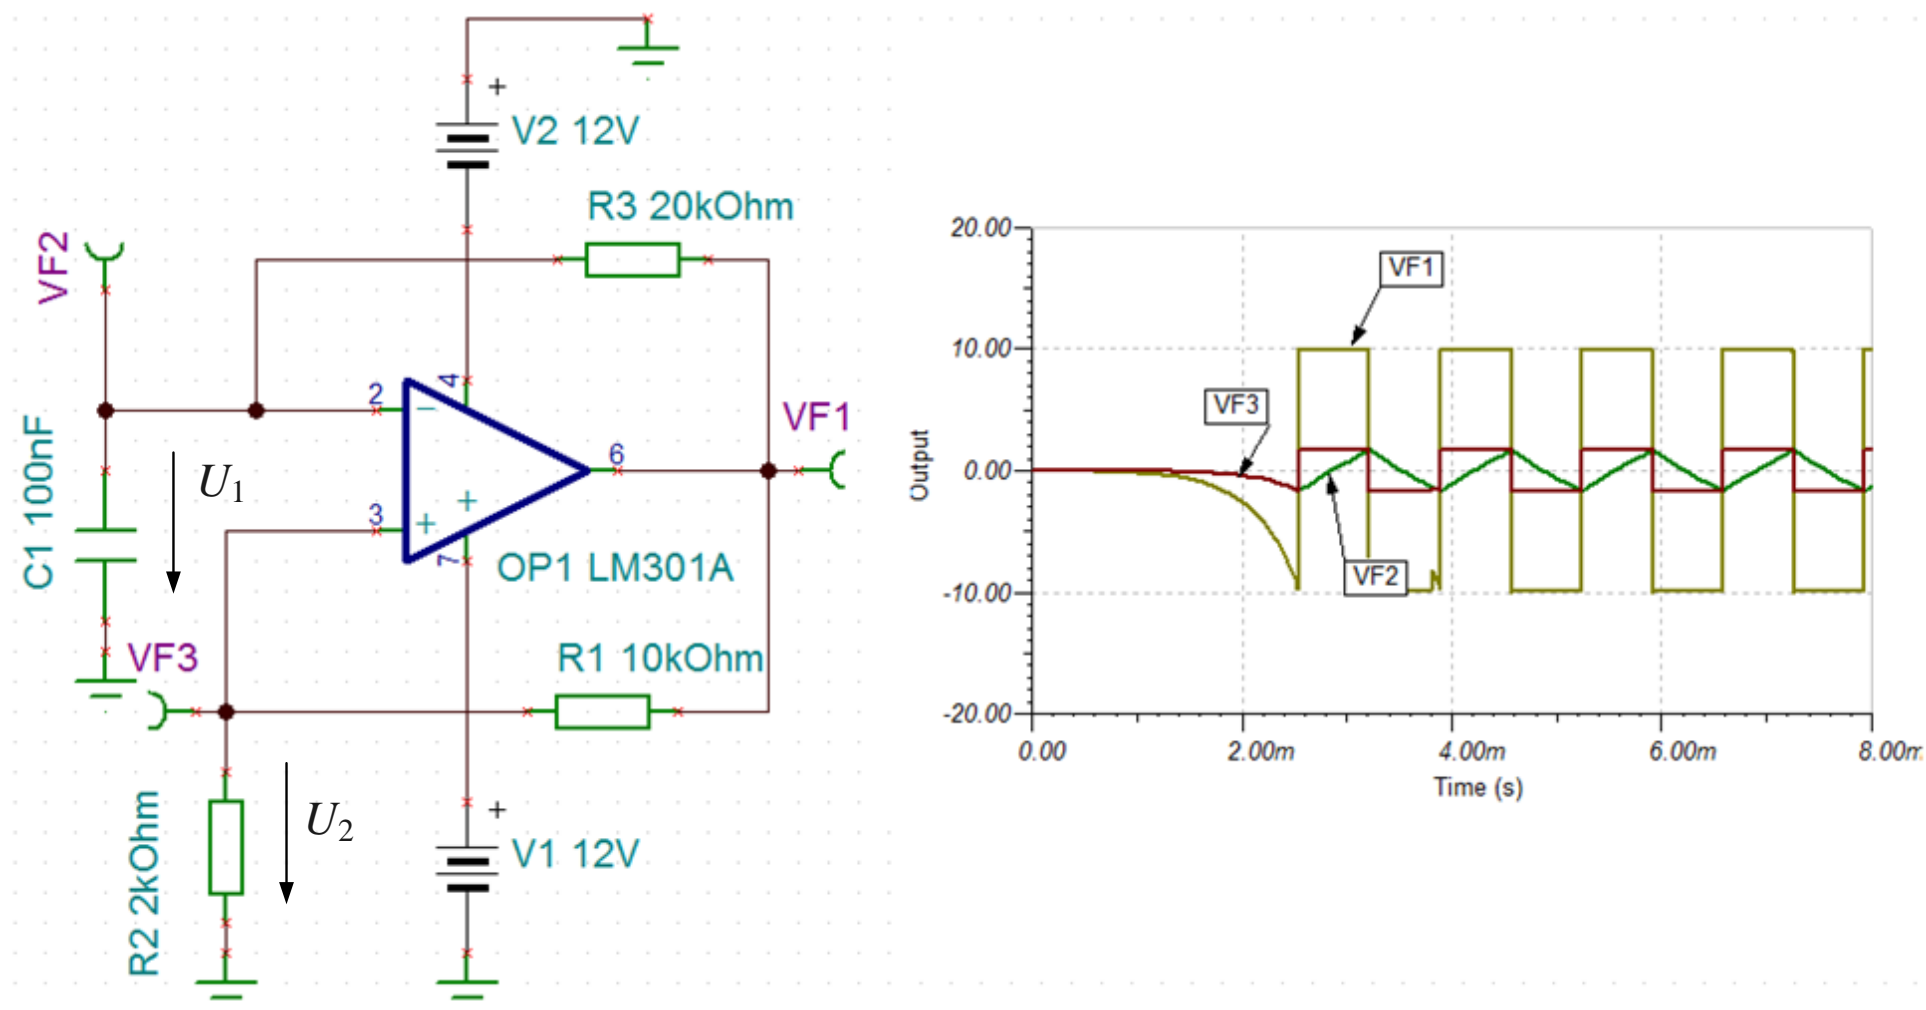 +
V2 12V
R3 20kOhm
VF2
2
4
−
VF1
6
C1 100nF
U1
3
+
+
7
OP1 LM301A
VF3
R1 10kOhm
U2
+
V1 12V
R2 2kOhm
20.00
10.00
0.00
-10.00
-20.00
Output
VF1
VF3
VF2
0.00
2.00m
4.00m
6.00m
8.00m
Time (s)